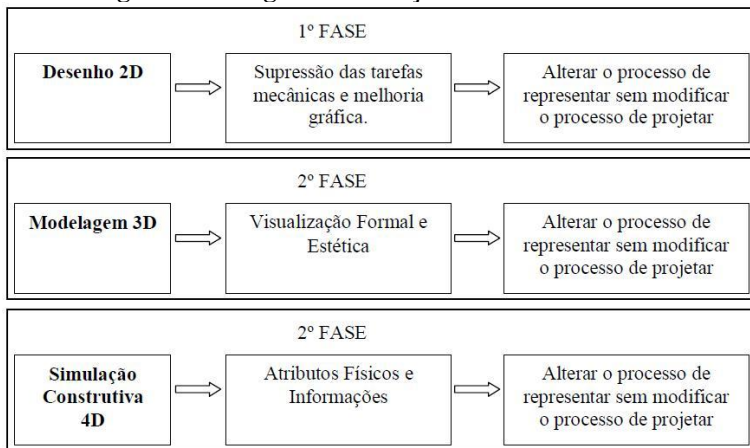 1º FASE
Desenho 2D
Supressão das tarefas
mecânicas e melhoria
gráfica.
Alterar o processo de
representar sem modificar
o processo de projetar
2º FASE
Modelagem 3D
Visualização Formal e
Estética
Alterar o processo de
representar sem modificar
o processo de projetar
2º FASE
Simulação
Construtiva
4D
Atributos Físicos e
Informações
Alterar o processo de
representar sem modificar
o processo de projetar